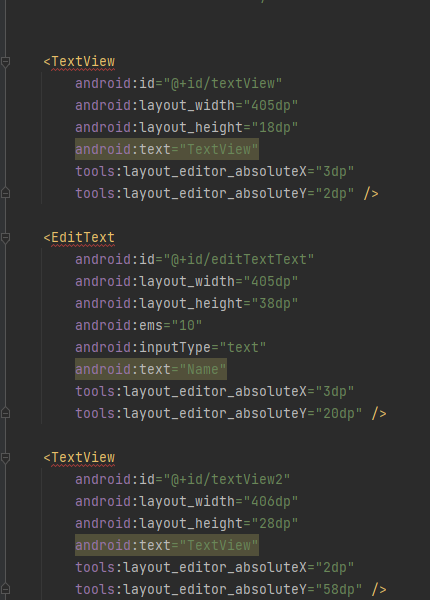 <TextView
android:id="@+id/textView"
android:layout_width="405dp"
android:layout_height="18dp"
android:text="TextView"
tools:layout_editor_absoluteX="3dp"
tools:layout_editor_absoluteY="2dp" />
<EditText
android:id="@+id/editTextText"
android:layout_width="405dp"
android:layout_height="38dp"
android:ems="10"
android:inputType="text"
android:text="Name"
tools:layout_editor_absoluteX="3dp"
tools:layout_editor_absoluteY="20dp" />
<TextView
android:id="@+id/textView2"
android:layout_width="406dp"
android:layout_height="28dp"
android:text="TextView"
tools:layout_editor_absoluteX="2dp"
tools:layout_editor_absoluteY="58dp" />